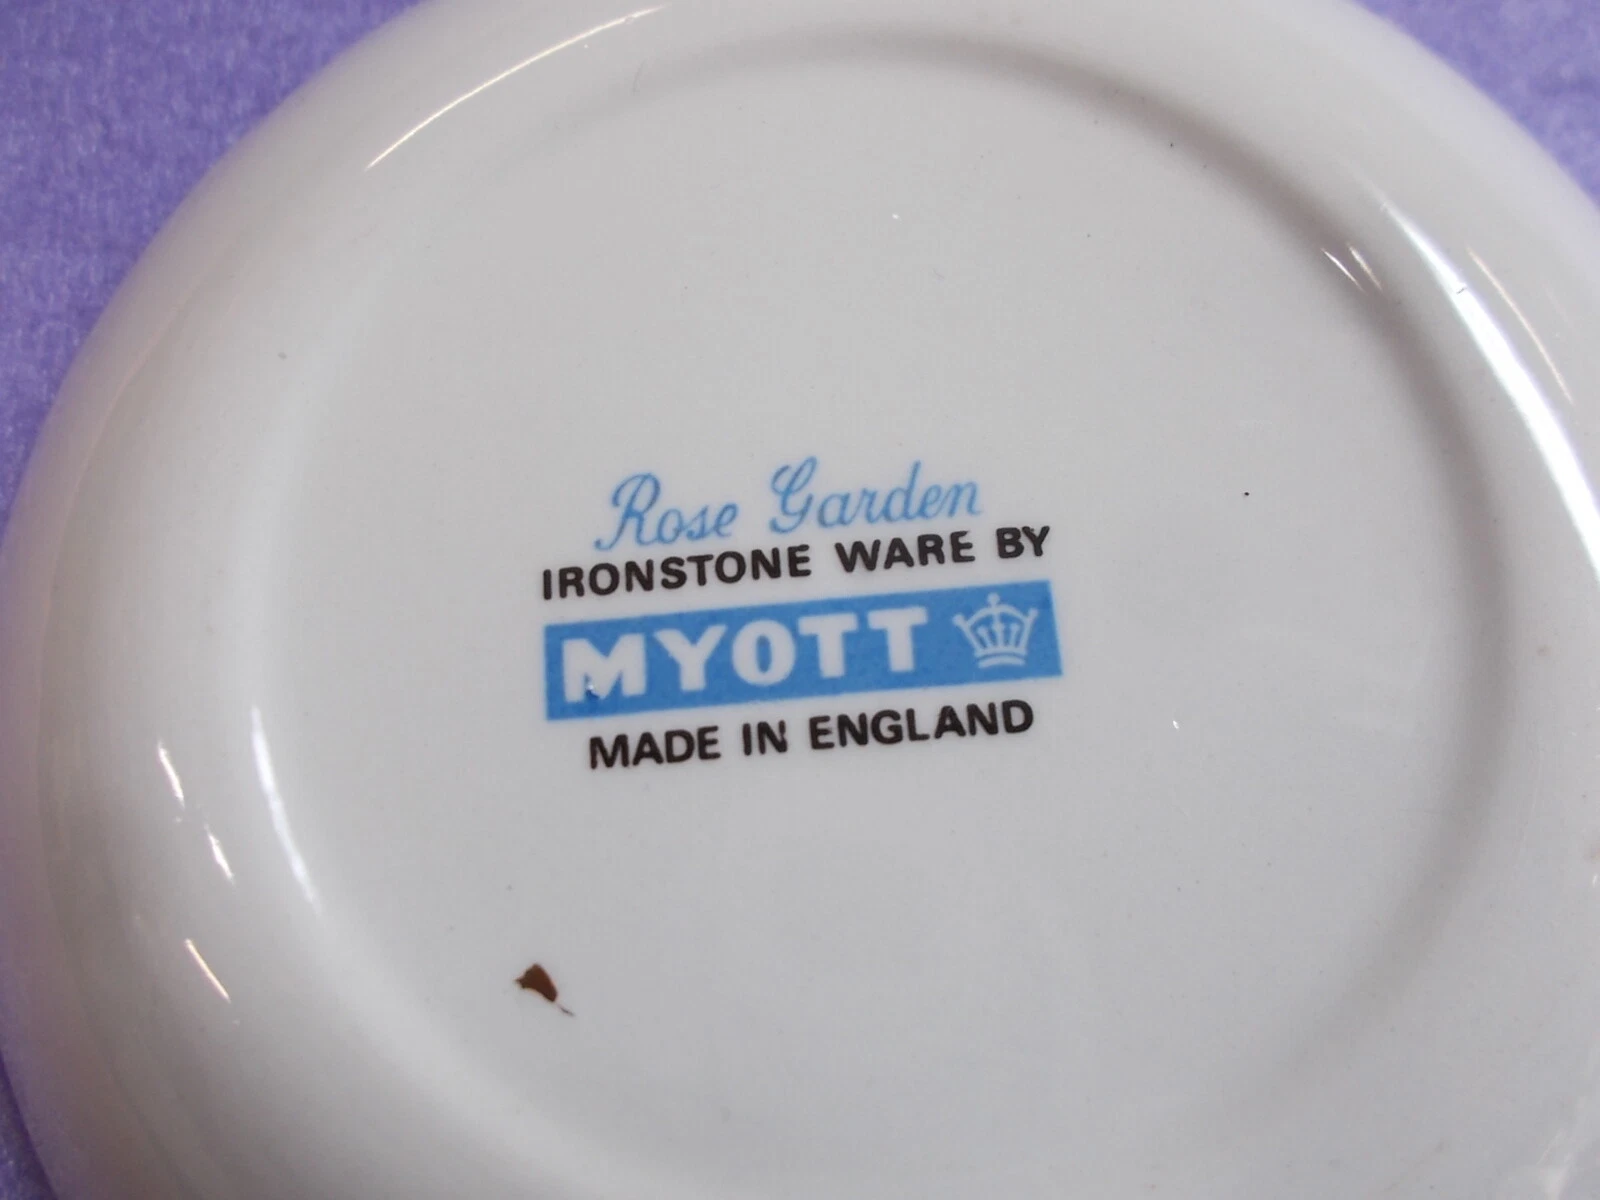 Rose Garden
IRONSTONE WARE BY
MYOTT
MADE IN ENGLAND